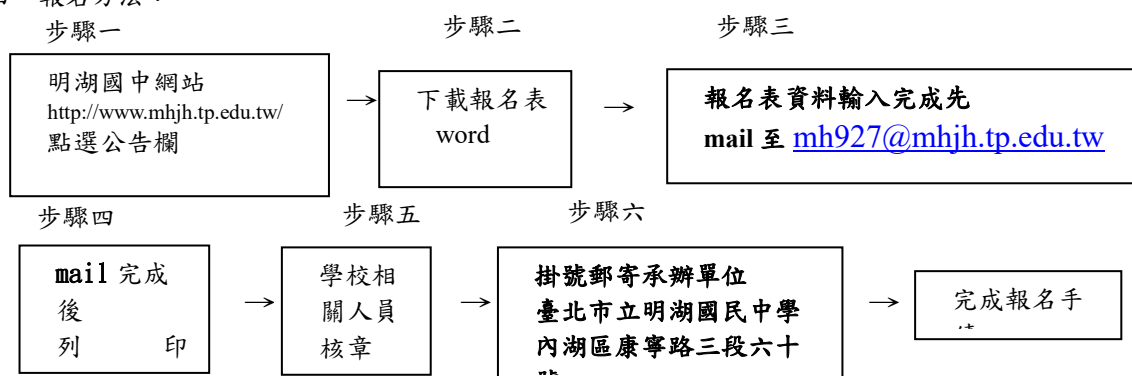 報名方法：
步驟一
步驟二
步驟三
明湖國中網站
http://www.mhjh.tp.edu.tw/
點選公告欄
→
下載報名表
word
→
報名表資料輸入完成先
mail 至 mh927@mhjh.tp.edu.tw
步驟四
步驟五
步驟六
mail 完成
後
列 印
→
學校相
關人員
核章
→
掛號郵寄承辦單位
臺北市立明湖國民中學
內湖區康寧路三段六十
→
完成報名手